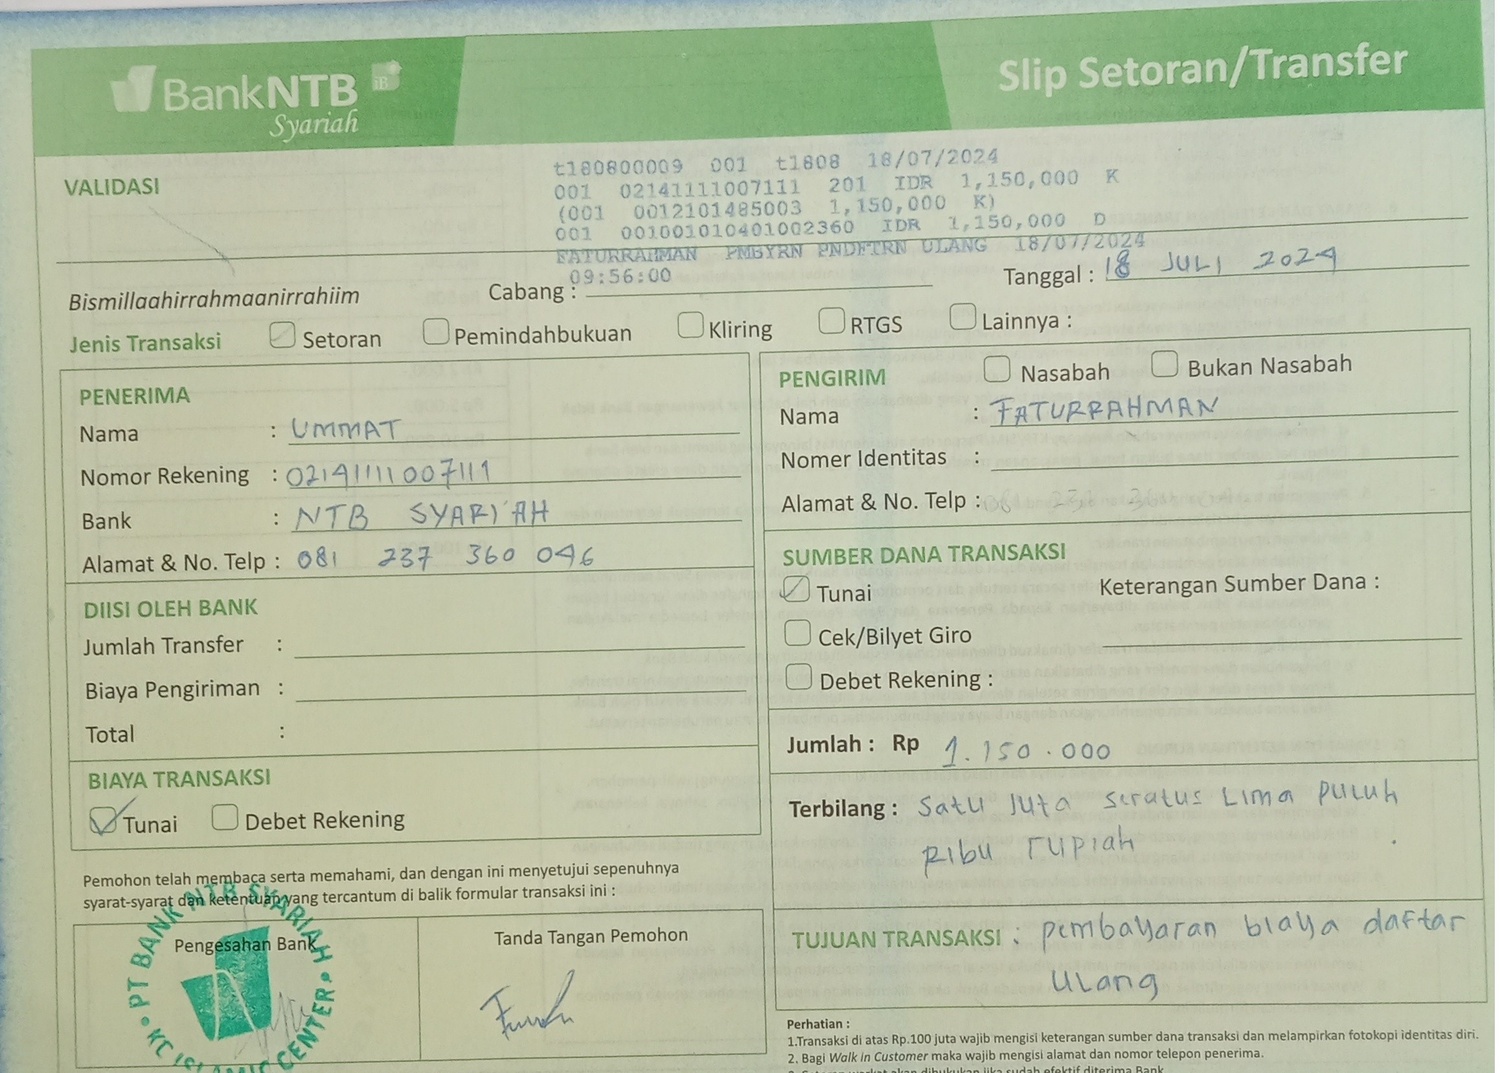 BankNTB iB
Syariah
Slip Setoran/Transfer
VALIDASI
t180800009 001 t1808 18/07/2024
001 02141111007111 201 IDR 1,150,000 K
(001 0012101485003 1,150,000 K)
001 001001010401002360 IDR 1,150,000 D
FATURRAHMAN PMBYRN PNDFTRN ULANG 18/07/2024
09:56:00
Bismillaahirrahmaanirrahiim
Cabang :
Tanggal : 18 JULI 2024
Jenis Transaksi Setoran Pemindahbukuan Kliring RTGS Lainnya :
PENERIMA
Nama : UMMAT
Nomor Rekening : 02141111007111
Bank : NTB SYARI'AH
Alamat & No. Telp : 081 237 360 046
DIISI OLEH BANK
Jumlah Transfer :
Biaya Pengiriman :
Total :
BIAYA TRANSAKSI
Tunai Debet Rekening
PENGIRIM Nasabah Bukan Nasabah
Nama : FATURRAHMAN
Nomer Identitas :
Alamat & No. Telp :
SUMBER DANA TRANSAKSI
Tunai Keterangan Sumber Dana :
Cek/Bilyet Giro
Debet Rekening :
Jumlah : Rp 1.150.000
Terbilang : Satu Juta Seratus Lima Puluh
Ribu rupiah
TUJUAN TRANSAKSI : pembayaran biaya daftar
Ulang
Pemohon telah membaca serta memahami, dan dengan ini menyetujui sepenuhnya
syarat-syarat dan ketentuan yang tercantum di balik formular transaksi ini :
Pengesahan Bank
Tanda Tangan Pemohon
PT BANK NTB SYARIAH
KC ISLAMIC CENTER
Perhatian :
1.Transaksi di atas Rp.100 juta wajib mengisi keterangan sumber dana transaksi dan melampirkan fotokopi identitas diri.
2. Bagi Walk in Customer maka wajib mengisi alamat dan nomor telepon penerima.